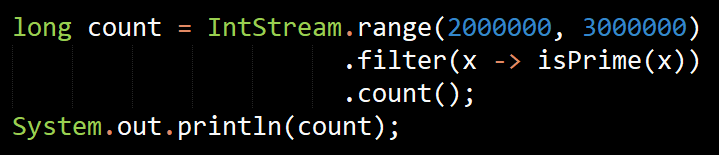 long count = IntStream.range(2000000, 3000000)
                      .filter(x -> isPrime(x))
                      .count();
System.out.println(count);